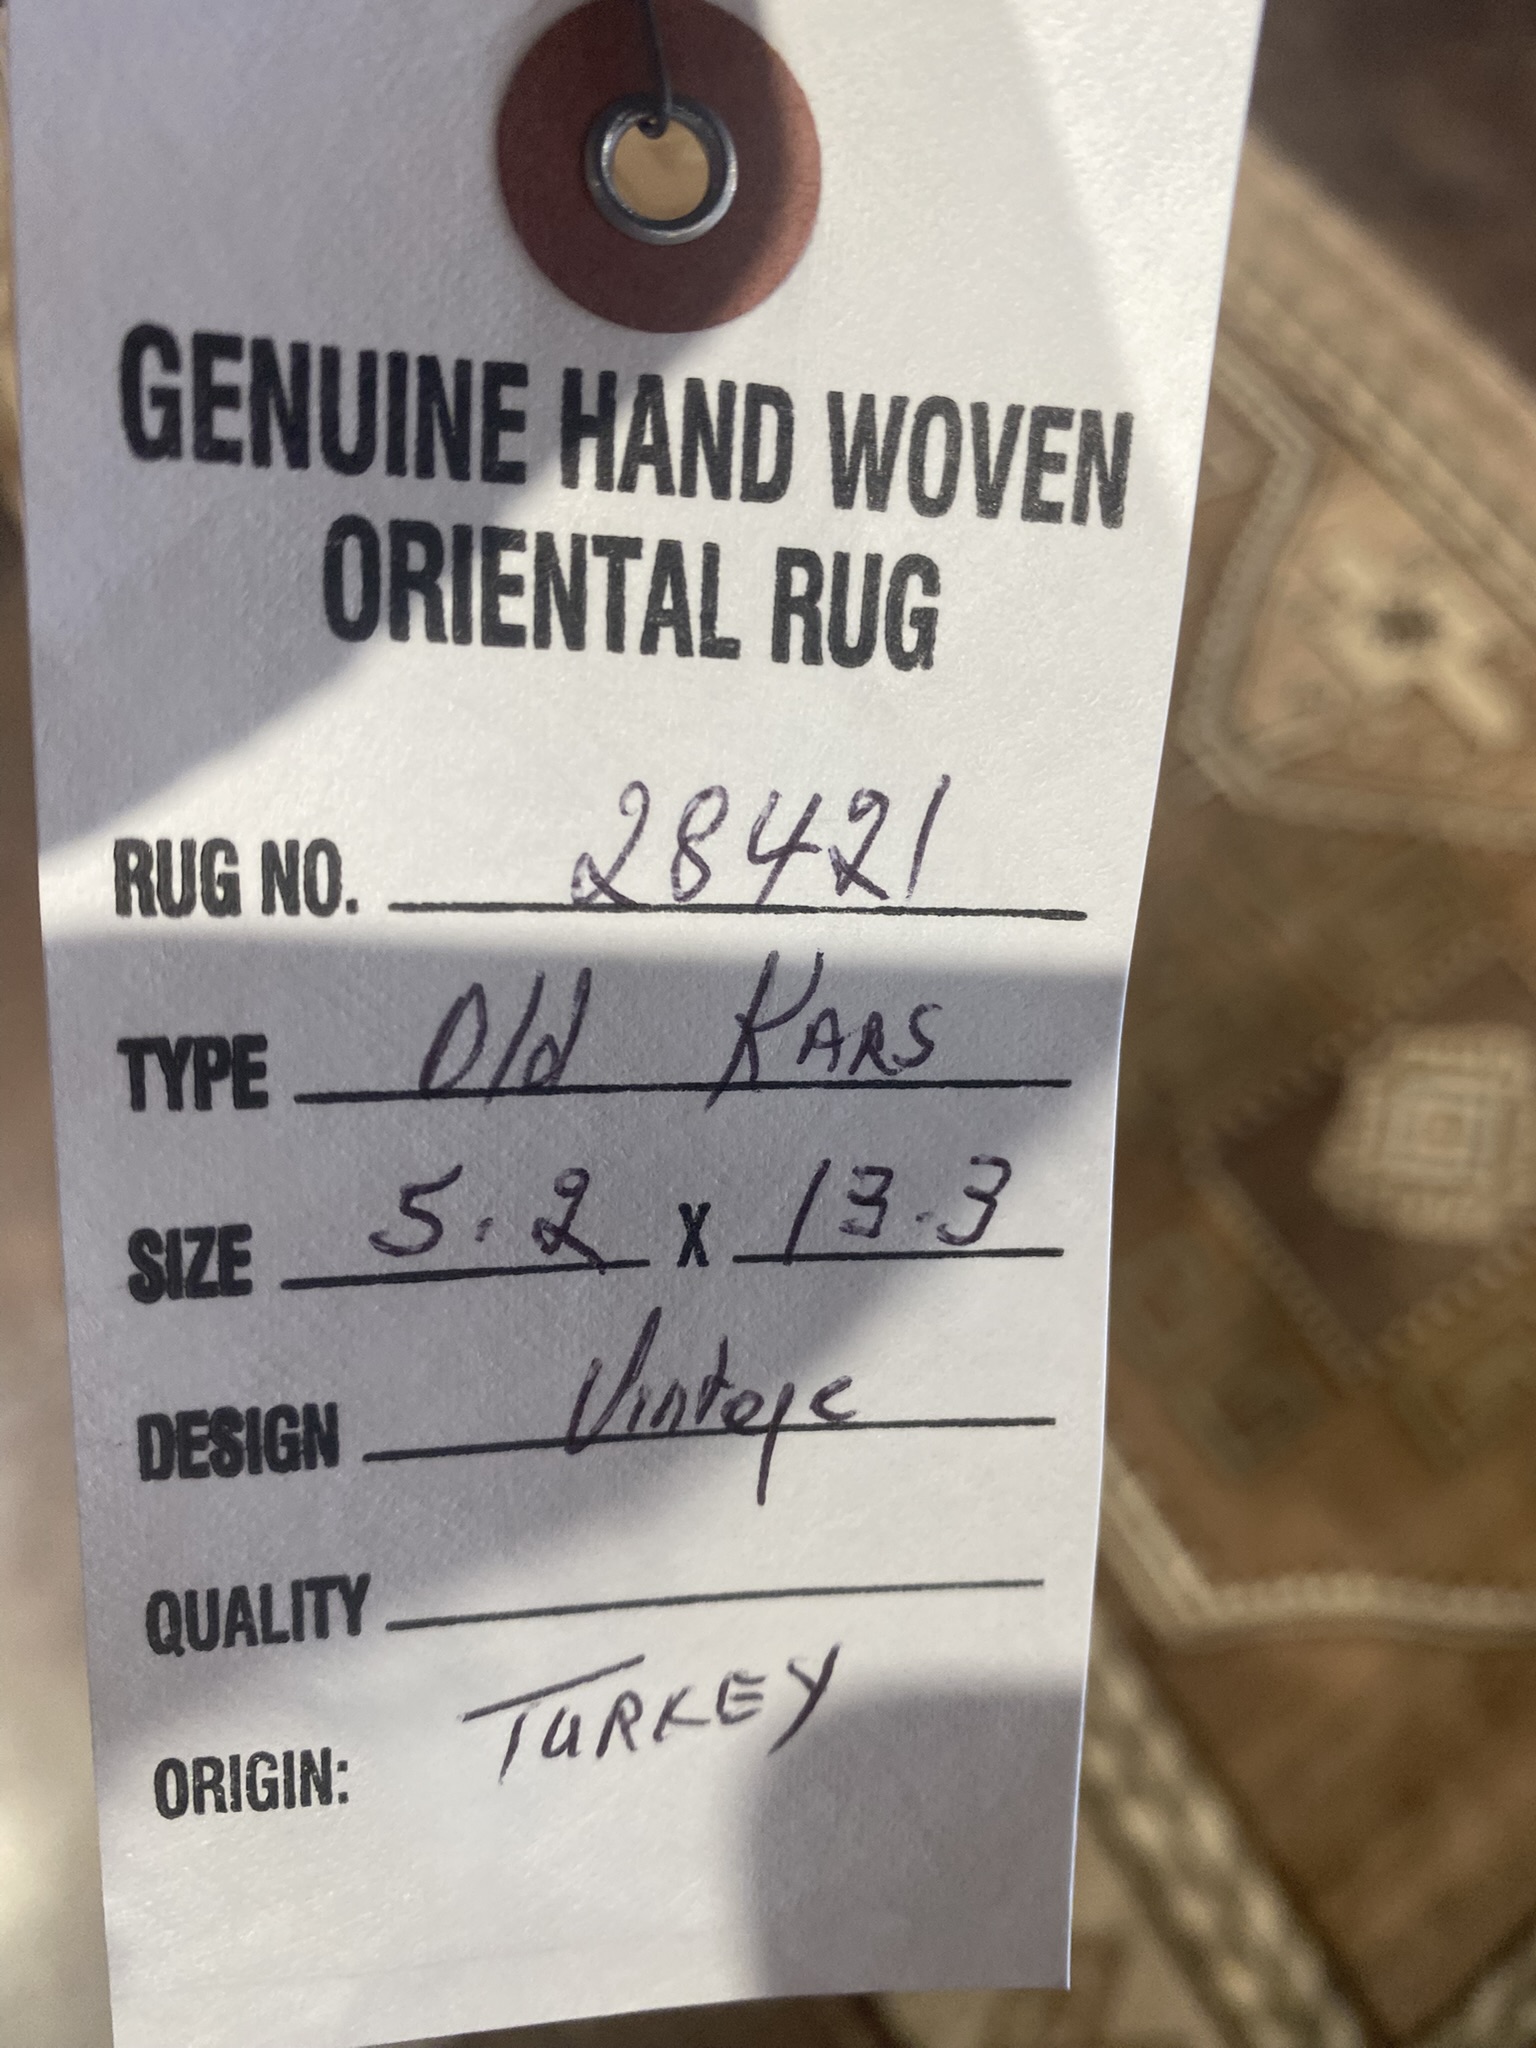 GENUINE HAND WOVEN
ORIENTAL RUG
RUG NO. 28421
TYPE Old KARS
SIZE 5.2 X 13.3
DESIGN Vintage
QUALITY
ORIGIN: TURKEY